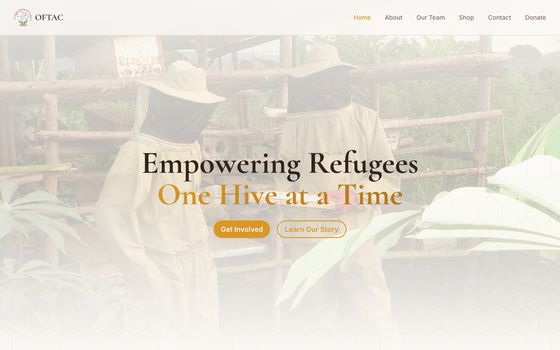 OFTAC
Home About Our Team Shop Contact Donate
Empowering Refugees
One Hive at a Time
Get Involved Learn Our Story